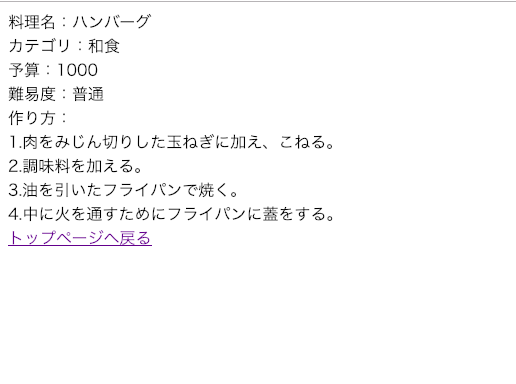 料理名：ハンバーグ
カテゴリ：和食
予算：1000
難易度：普通
作り方：
1.肉をみじん切りした玉ねぎに加え、こねる。
2.調味料を加える。
3.油を引いたフライパンで焼く。
4.中に火を通すためにフライパンに蓋をする。
トップページへ戻る